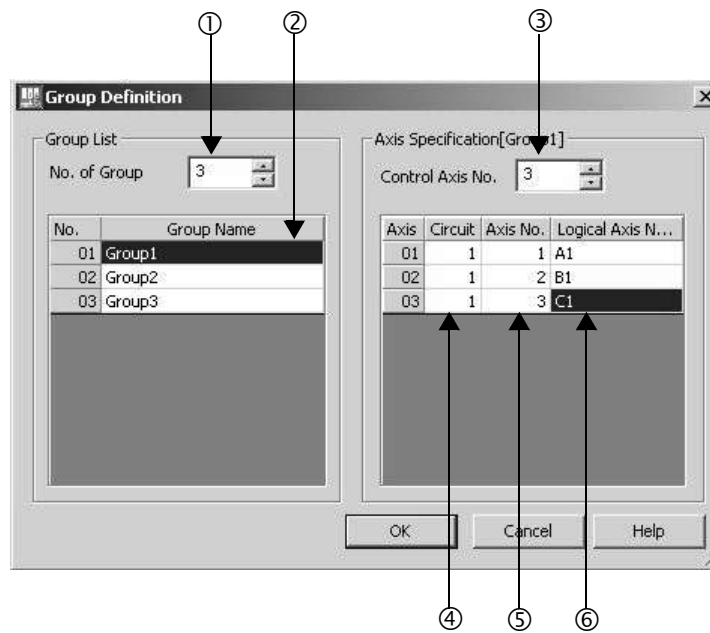 ① ② ③
Group Definition
Group List
No. of Group 3
No. Group Name
01 Group1
02 Group2
03 Group3
Axis Specification[Group1]
Control Axis No. 3
Axis Circuit Axis No. Logical Axis N...
01 1 1 A1
02 1 2 B1
03 1 3 C1
OK Cancel Help
④ ⑤ ⑥